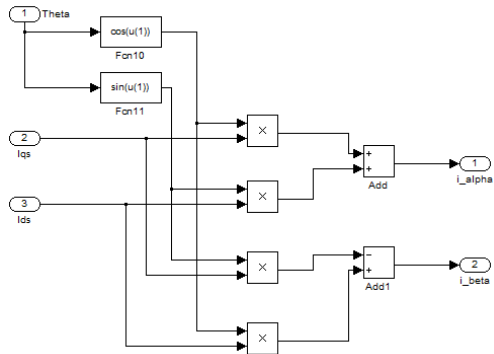 1
Theta
cos(u(1))
Fcn10
sin(u(1))
Fcn11
2
Iqs
×
+
+
Add
1
i_alpha
3
Ids
×
×
−
+
Add1
2
i_beta
×